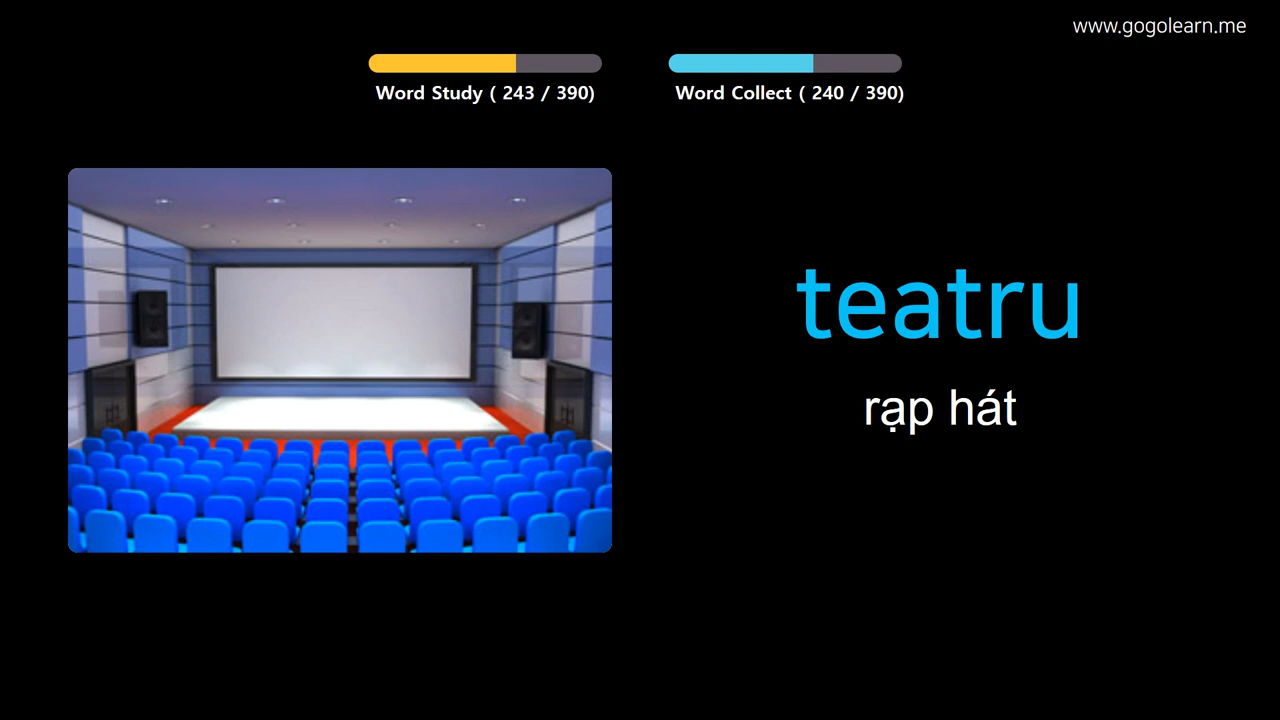 www.gogolearn.me
Word Study ( 243 / 390)
Word Collect ( 240 / 390)
teatru
rạp hát